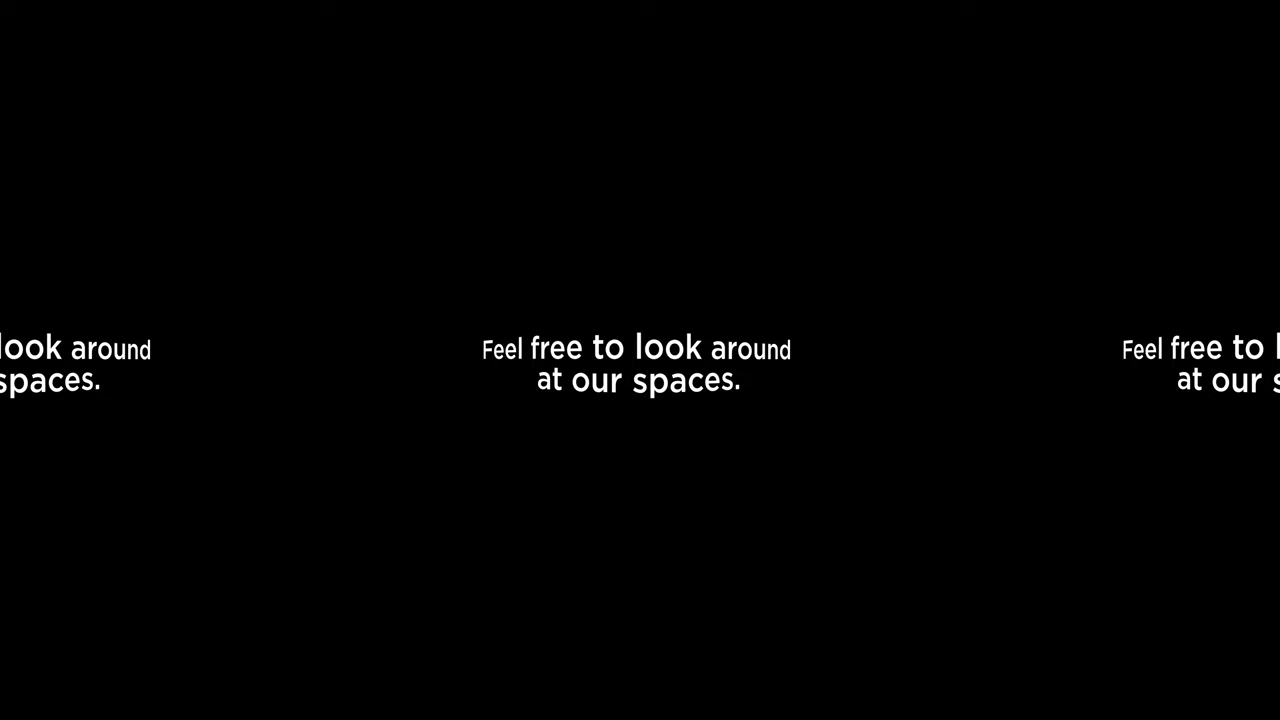 look around
spaces.
Feel free to look around
at our spaces.
Feel free to
at our